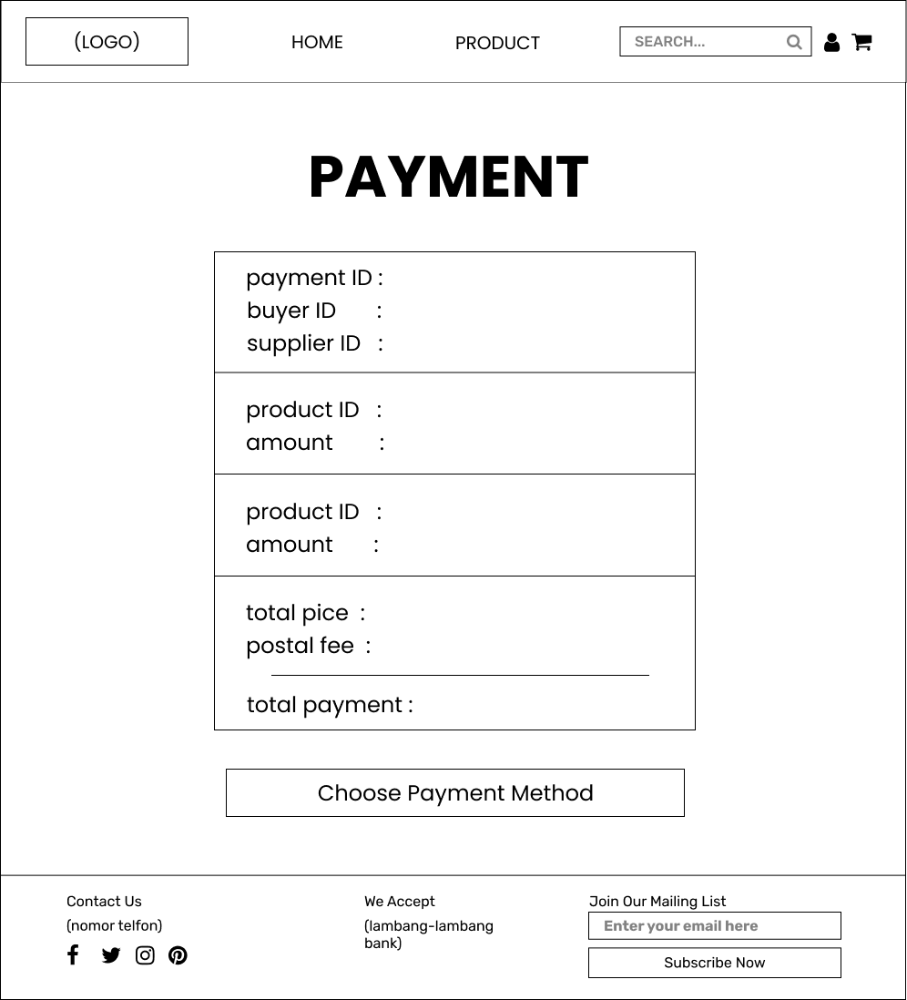 (LOGO)
HOME
PRODUCT
SEARCH...
PAYMENT
payment ID :
buyer ID :
supplier ID :
product ID :
amount :
product ID :
amount :
total pice :
postal fee :
total payment :
Choose Payment Method
Contact Us
(nomor telfon)
We Accept
(lambang-lambang
bank)
Join Our Mailing List
Enter your email here
Subscribe Now